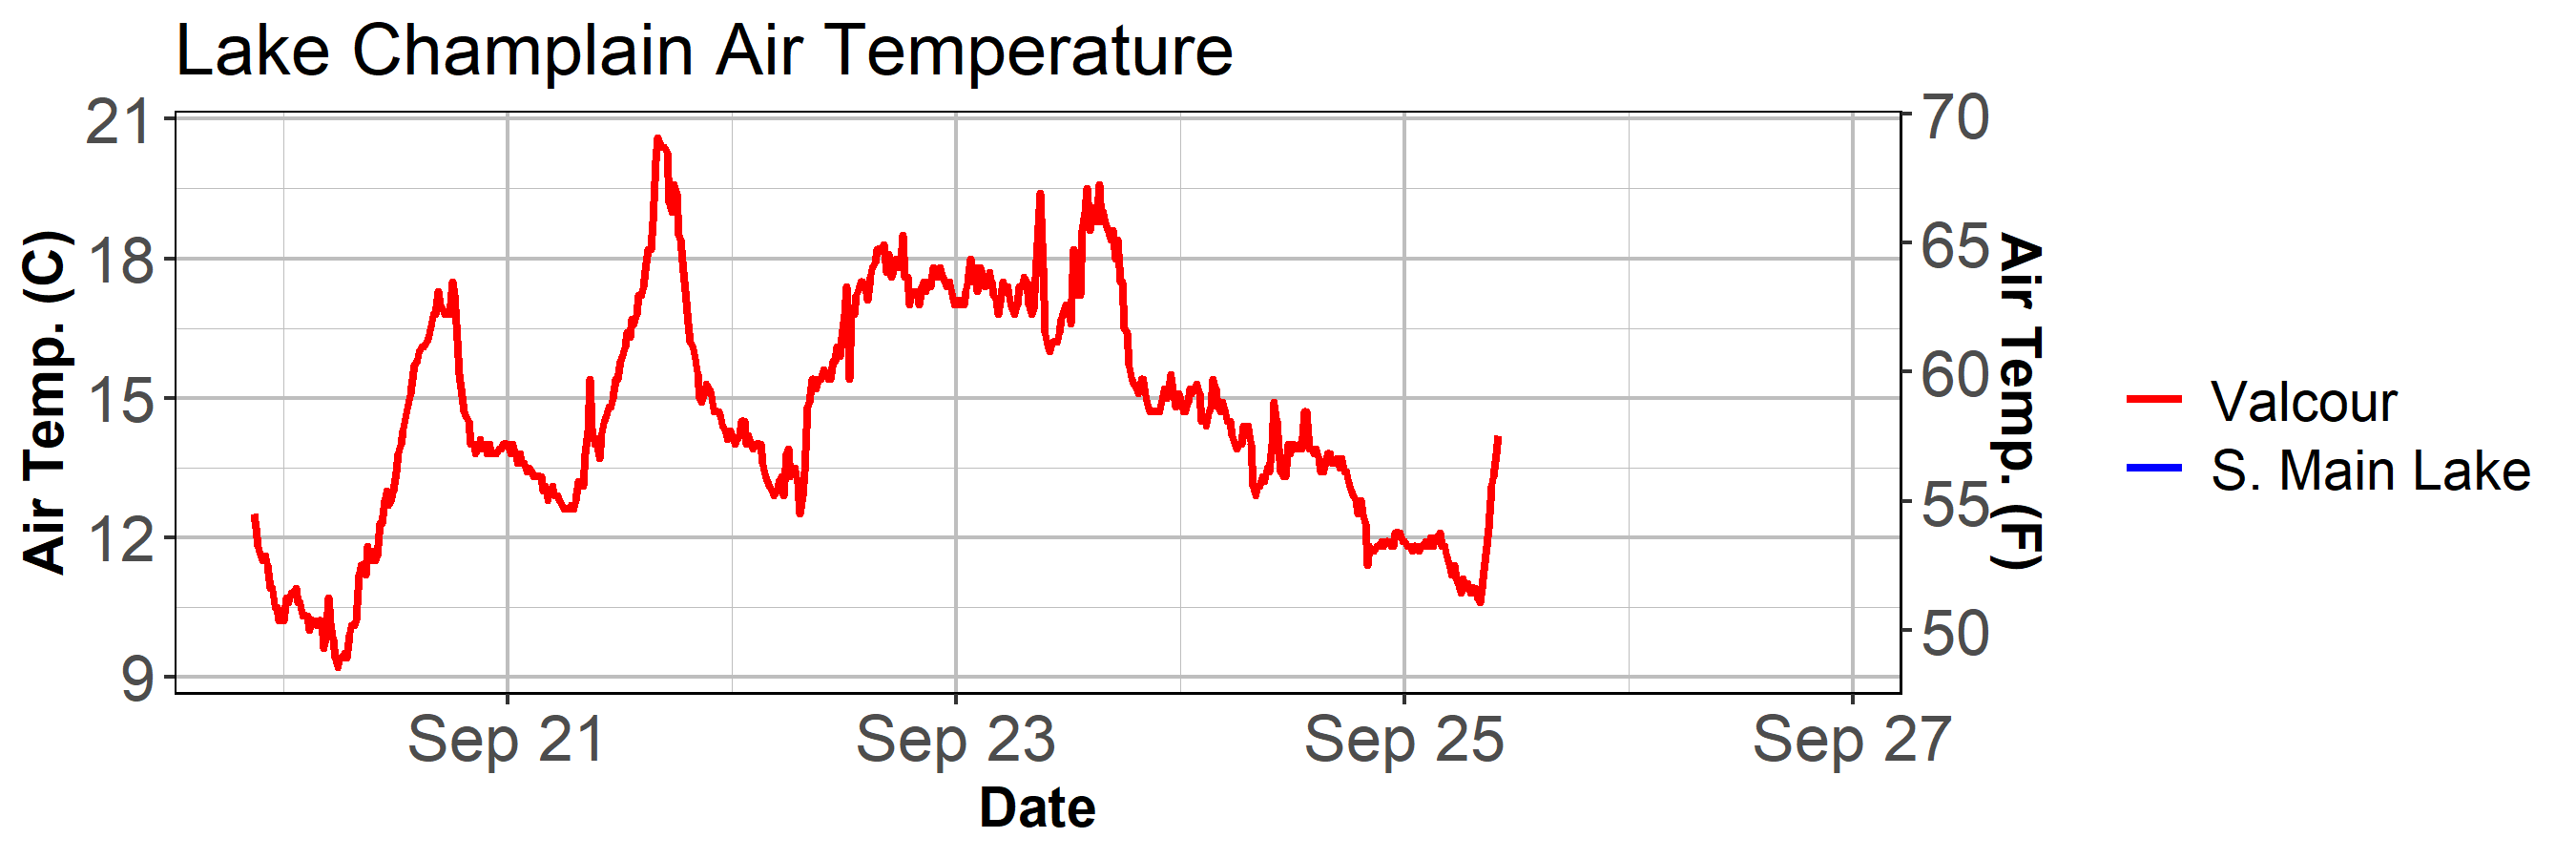 Lake Champlain Air Temperature
21
18
15
12
9
Air Temp. (C)
70
65
60
55
50
Air Temp. (F)
Sep 21
Sep 23
Sep 25
Sep 27
Date
Valcour
S. Main Lake